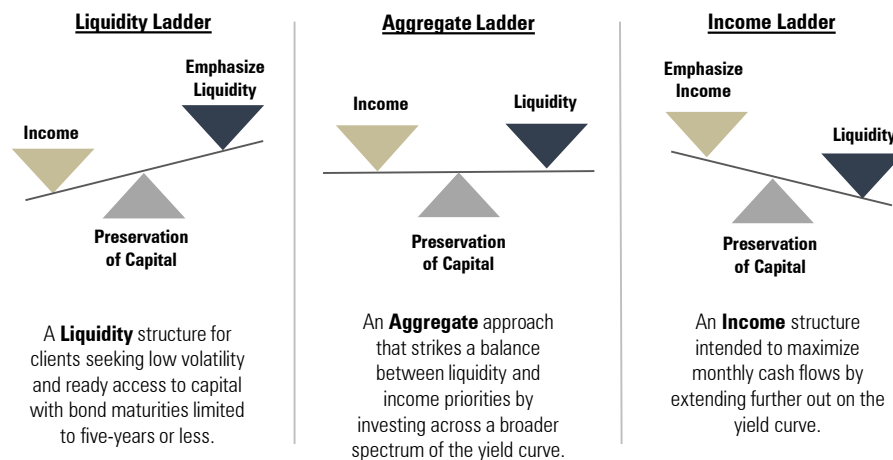 Liquidity Ladder
Emphasize
Liquidity
Income
Preservation
of Capital
A Liquidity structure for
clients seeking low volatility
and ready access to capital
with bond maturities limited
to five-years or less.
Aggregate Ladder
Income
Liquidity
Preservation
of Capital
An Aggregate approach
that strikes a balance
between liquidity and
income priorities by
investing across a broader
spectrum of the yield curve.
Income Ladder
Emphasize
Income
Liquidity
Preservation
of Capital
An Income structure
intended to maximize
monthly cash flows by
extending further out on the
yield curve.